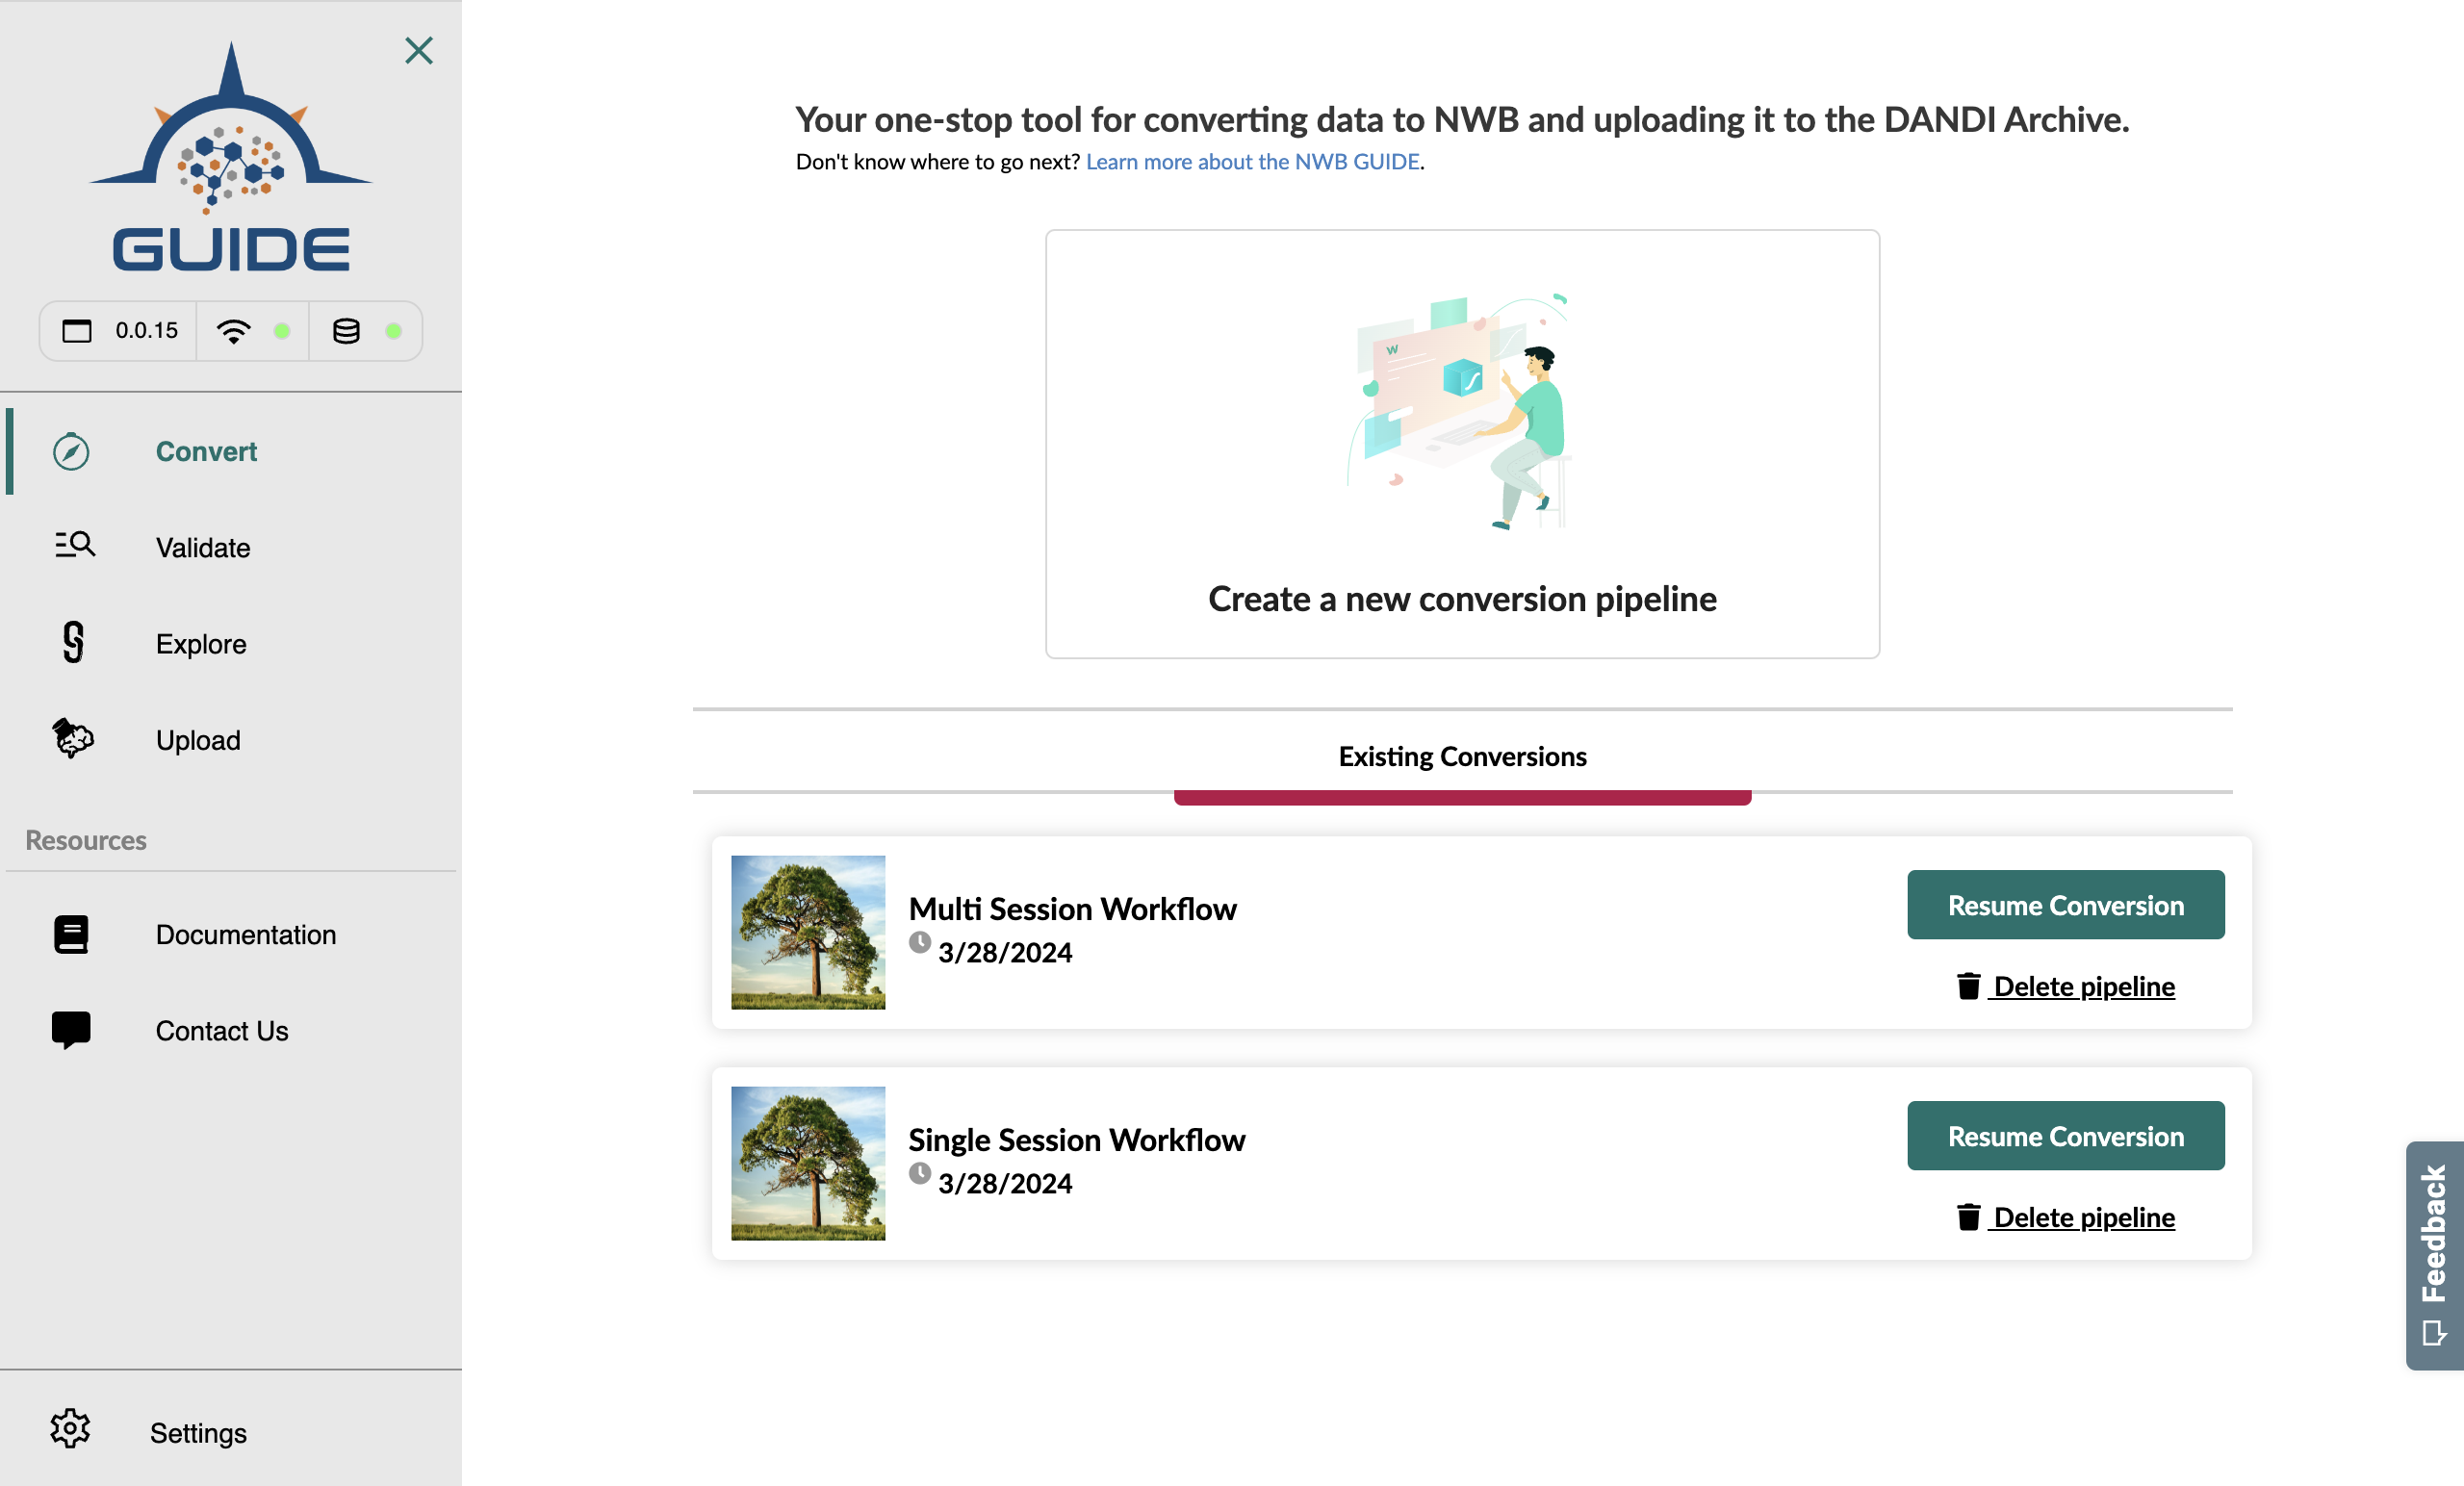 GUIDE
0.0.15
Convert
Validate
Explore
Upload
Resources
Documentation
Contact Us
Settings
Your one-stop tool for converting data to NWB and uploading it to the DANDI Archive.
Don't know where to go next? Learn more about the NWB GUIDE.
W
Create a new conversion pipeline
Existing Conversions
Multi Session Workflow
3/28/2024
Resume Conversion
Delete pipeline
Single Session Workflow
3/28/2024
Resume Conversion
Delete pipeline
Feedback